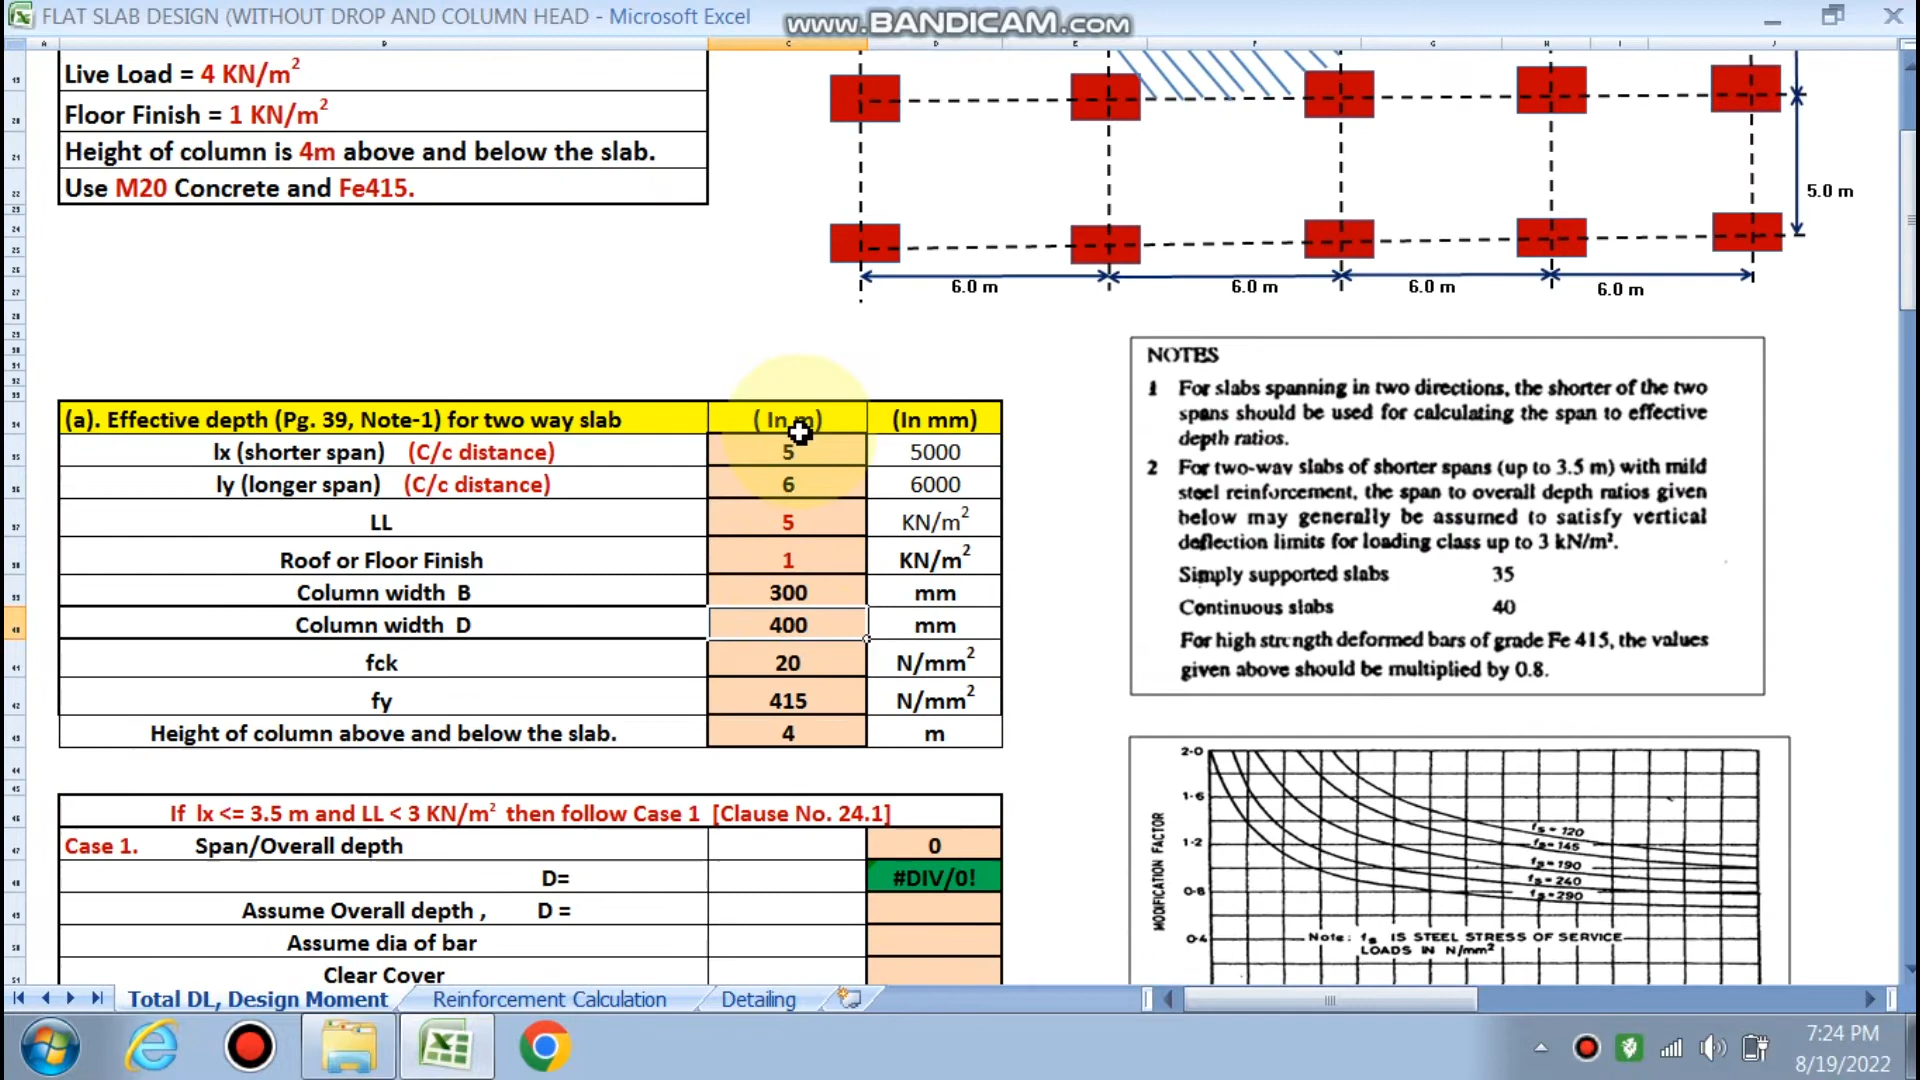 FLAT SLAB DESIGN (WITHOUT DROP AND COLUMN HEAD - Microsoft Excel
www.BANDICAM.com
Live Load = 4 KN/m²
Floor Finish = 1 KN/m²
Height of column is 4m above and below the slab.
Use M20 Concrete and Fe415.
5.0 m
6.0 m 6.0 m 6.0 m 6.0 m
(a). Effective depth (Pg. 39, Note-1) for two way slab ( In m) (In mm)
lx (shorter span) (C/c distance) 5 5000
ly (longer span) (C/c distance) 6 6000
LL 5 KN/m²
Roof or Floor Finish 1 KN/m²
Column width B 300 mm
Column width D 400 mm
fck 20 N/mm²
fy 415 N/mm²
Height of column above and below the slab. 4 m
If lx <= 3.5 m and LL < 3 KN/m² then follow Case 1 [Clause No. 24.1]
Case 1. Span/Overall depth 0
D= #DIV/0!
Assume Overall depth , D =
Assume dia of bar
Clear Cover
NOTES
1 For slabs spanning in two directions, the shorter of the two
spans should be used for calculating the span to effective
depth ratios.
2 For two-way slabs of shorter spans (up to 3.5 m) with mild
steel reinforcement, the span to overall depth ratios given
below may generally be assumed to satisfy vertical
deflection limits for loading class up to 3 kN/m².
Simply supported slabs 35
Continuous slabs 40
For high strength deformed bars of grade Fe 415, the values
given above should be multiplied by 0.8.
MODIFICATION FACTOR
2·0
1·6
1·2
0·8
0·4
fs = 120
fs = 145
fs = 190
fs = 240
fs = 290
Note: fs IS STEEL STRESS OF SERVICE
LOADS IN N/mm²
Total DL, Design Moment Reinforcement Calculation Detailing
7:24 PM
8/19/2022